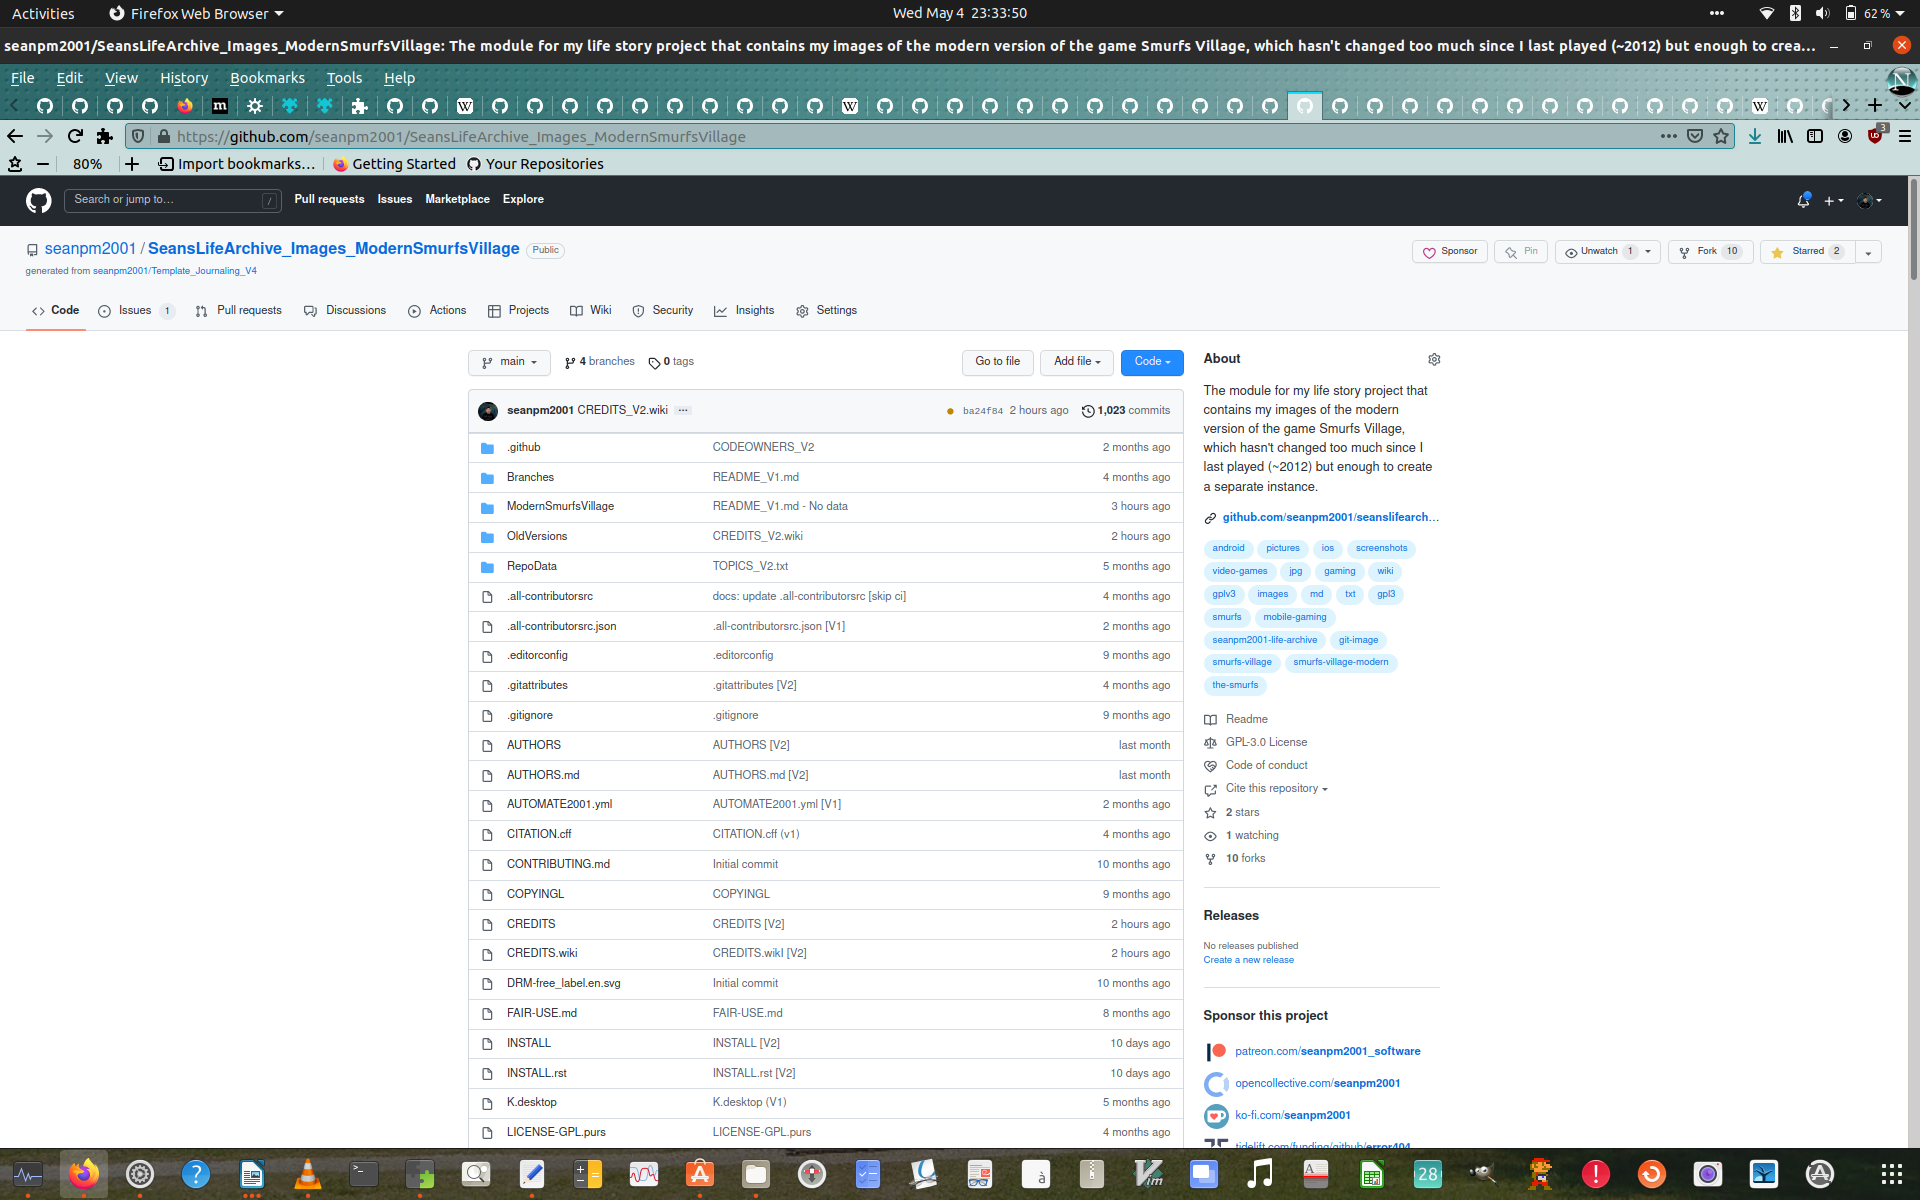 Activities Firefox Web Browser Wed May 4 23:33:50 62 %
seanpm2001/SeansLifeArchive_Images_ModernSmurfsVillage: The module for my life story project that contains my images of the modern version of the game Smurfs Village, which hasn't changed too much since I last played (~2012) but enough to crea...
File Edit View History Bookmarks Tools Help
https://github.com/seanpm2001/SeansLifeArchive_Images_ModernSmurfsVillage 3
80% Import bookmarks... Getting Started Your Repositories
Search or jump to... / Pull requests Issues Marketplace Explore
seanpm2001 / SeansLifeArchive_Images_ModernSmurfsVillage Public Sponsor Pin Unwatch 1 Fork 10 Starred 2
generated from seanpm2001/Template_Journaling_V4
Code Issues 1 Pull requests Discussions Actions Projects Wiki Security Insights Settings
main 4 branches 0 tags Go to file Add file Code
seanpm2001 CREDITS_V2.wiki ... ba24f84 2 hours ago 1,023 commits
.github CODEOWNERS_V2 2 months ago
Branches README_V1.md 4 months ago
ModernSmurfsVillage README_V1.md - No data 3 hours ago
OldVersions CREDITS_V2.wiki 2 hours ago
RepoData TOPICS_V2.txt 5 months ago
.all-contributorsrc docs: update .all-contributorsrc [skip ci] 4 months ago
.all-contributorsrc.json .all-contributorsrc.json [V1] 2 months ago
.editorconfig .editorconfig 9 months ago
.gitattributes .gitattributes [V2] 4 months ago
.gitignore .gitignore 9 months ago
AUTHORS AUTHORS [V2] last month
AUTHORS.md AUTHORS.md [V2] last month
AUTOMATE2001.yml AUTOMATE2001.yml [V1] 2 months ago
CITATION.cff CITATION.cff (v1) 4 months ago
CONTRIBUTING.md Initial commit 10 months ago
COPYINGL COPYINGL 9 months ago
CREDITS CREDITS [V2] 2 hours ago
CREDITS.wiki CREDITS.wikI [V2] 2 hours ago
DRM-free_label.en.svg Initial commit 10 months ago
FAIR-USE.md FAIR-USE.md 8 months ago
INSTALL INSTALL [V2] 10 days ago
INSTALL.rst INSTALL.rst [V2] 10 days ago
K.desktop K.desktop (V1) 5 months ago
LICENSE-GPL.purs LICENSE-GPL.purs 4 months ago
About
The module for my life story project that
contains my images of the modern
version of the game Smurfs Village,
which hasn't changed too much since I
last played (~2012) but enough to create
a separate instance.
github.com/seanpm2001/seanslifearch...
android pictures ios screenshots
video-games jpg gaming wiki
gplv3 images md txt gpl3
smurfs mobile-gaming
seanpm2001-life-archive git-image
smurfs-village smurfs-village-modern
the-smurfs
Readme
GPL-3.0 License
Code of conduct
Cite this repository
2 stars
1 watching
10 forks
Releases
No releases published
Create a new release
Sponsor this project
patreon.com/seanpm2001_software
opencollective.com/seanpm2001
ko-fi.com/seanpm2001
tidelift.com/funding/github/error404
28